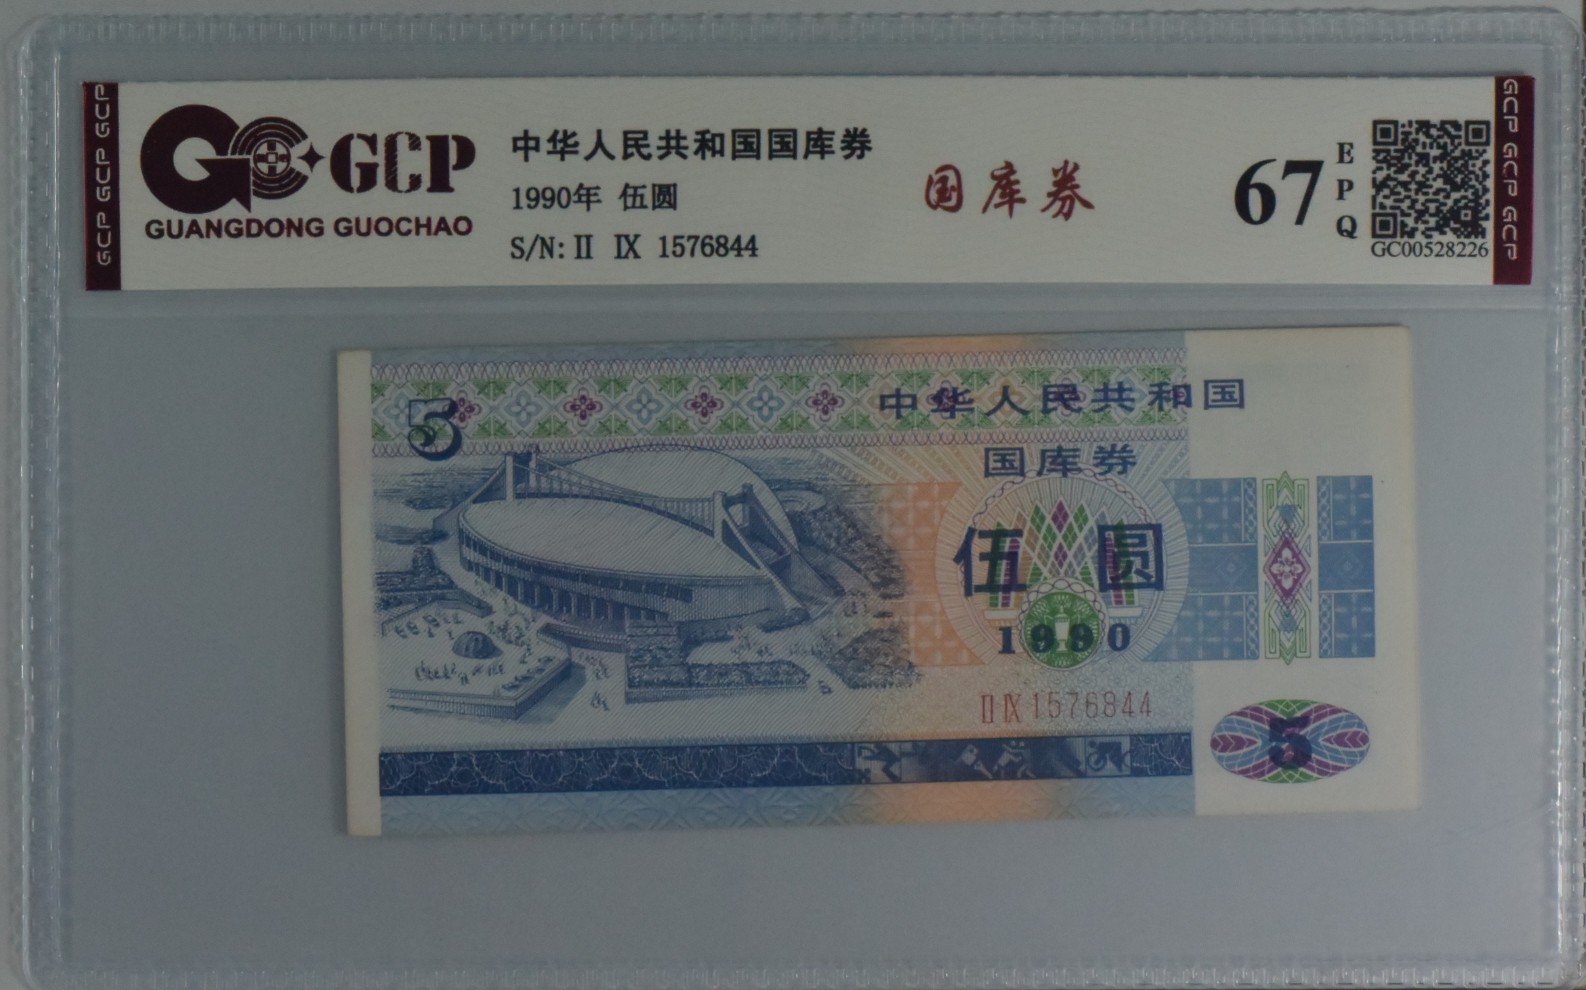 GCP GCP GCP
GCP
GUANGDONG GUOCHAO
中华人民共和国国库券
1990年 伍圆
S/N: II IX 1576844
国库券
67
EPQ
GC00528226
GCP GCP GCP
5
中华人民共和国
国库券
伍圆
1990
II IX 1576844
5